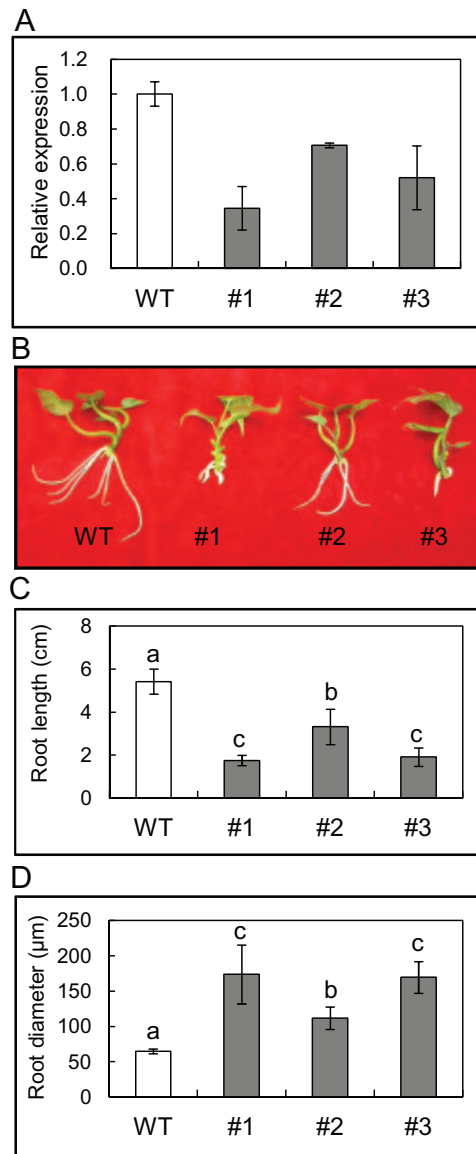 A
Relative expression
1.2
1.0
0.8
0.6
0.4
0.2
0.0
WT #1 #2 #3
B
WT #1 #2 #3
C
Root length (cm)
8
6
4
2
0
a c b c
WT #1 #2 #3
D
Root diameter (µm)
250
200
150
100
50
0
a c b c
WT #1 #2 #3